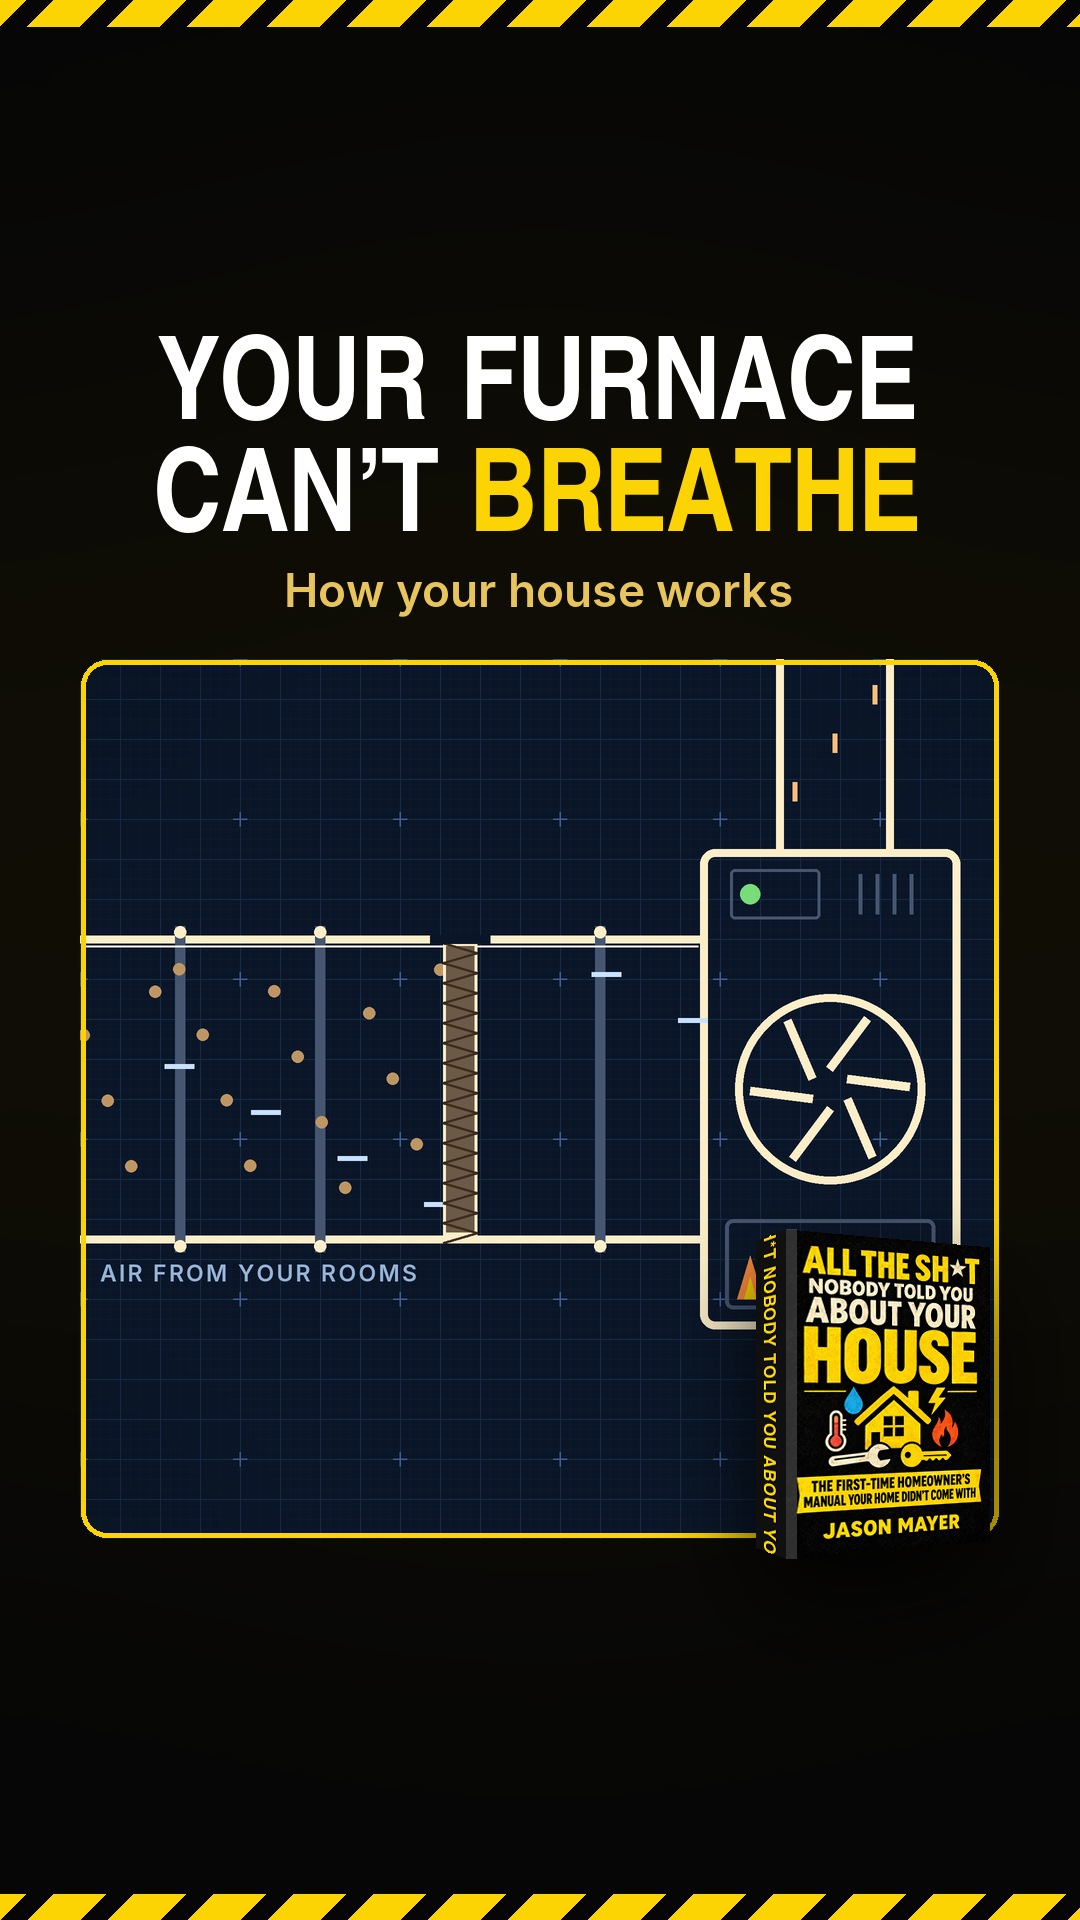 YOUR FURNACE
CAN’T BREATHE
How your house works
AIR FROM YOUR ROOMS
NOBODY TOLD YOU ABOUT
ALL THE SH★T
NOBODY TOLD YOU
ABOUT YOUR
HOUSE
THE FIRST-TIME HOMEOWNER'S
MANUAL YOUR HOME DIDN'T COME WITH
JASON MAYER